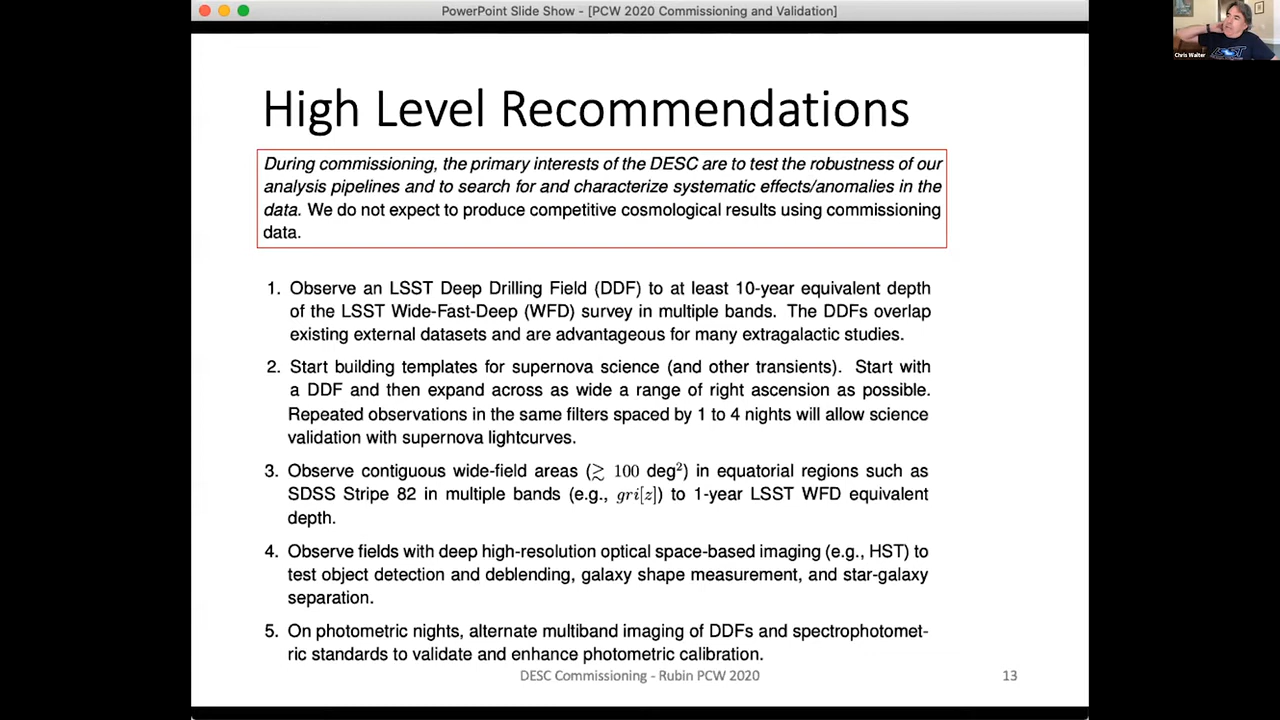 PowerPoint Slide Show - [PCW 2020 Commissioning and Validation]
High Level Recommendations
During commissioning, the primary interests of the DESC are to test the robustness of our
analysis pipelines and to search for and characterize systematic effects/anomalies in the
data. We do not expect to produce competitive cosmological results using commissioning
data.
1. Observe an LSST Deep Drilling Field (DDF) to at least 10-year equivalent depth
of the LSST Wide-Fast-Deep (WFD) survey in multiple bands. The DDFs overlap
existing external datasets and are advantageous for many extragalactic studies.
2. Start building templates for supernova science (and other transients). Start with
a DDF and then expand across as wide a range of right ascension as possible.
Repeated observations in the same filters spaced by 1 to 4 nights will allow science
validation with supernova lightcurves.
3. Observe contiguous wide-field areas (≳ 100 deg²) in equatorial regions such as
SDSS Stripe 82 in multiple bands (e.g., gri[z]) to 1-year LSST WFD equivalent
depth.
4. Observe fields with deep high-resolution optical space-based imaging (e.g., HST) to
test object detection and deblending, galaxy shape measurement, and star-galaxy
separation.
5. On photometric nights, alternate multiband imaging of DDFs and spectrophotomet-
ric standards to validate and enhance photometric calibration.
DESC Commissioning - Rubin PCW 2020
13
Chris Walter
LSST